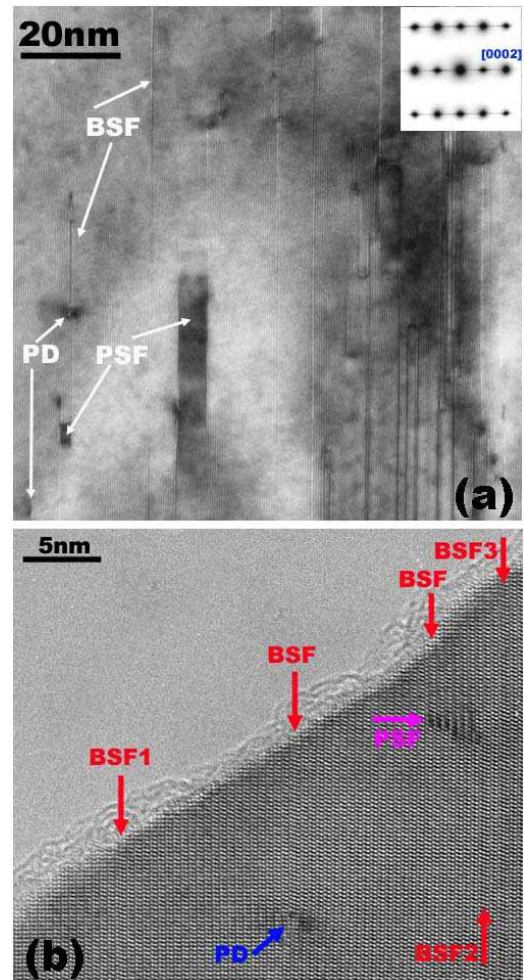 20nm
[0002]
BSF
PD
PSF
(a)
5nm
BSF3
BSF
BSF
PSF
BSF1
PD
BSF2
(b)